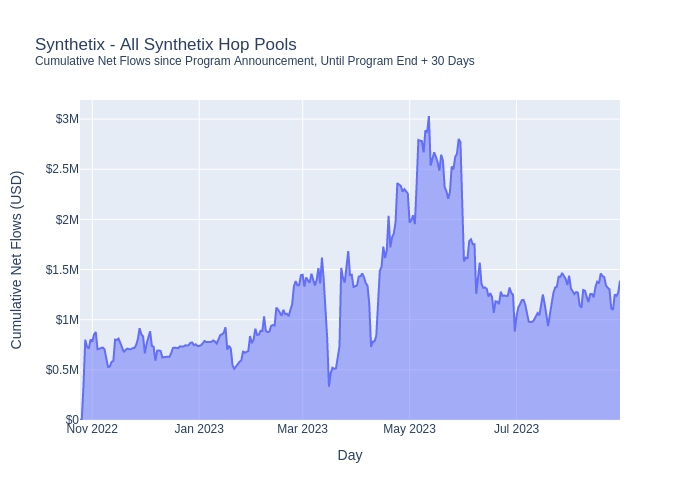 Synthetix - All Synthetix Hop Pools
Cumulative Net Flows since Program Announcement, Until Program End + 30 Days
Cumulative Net Flows (USD)
$3M
$2.5M
$2M
$1.5M
$1M
$0.5M
$0
Nov 2022 Jan 2023 Mar 2023 May 2023 Jul 2023
Day